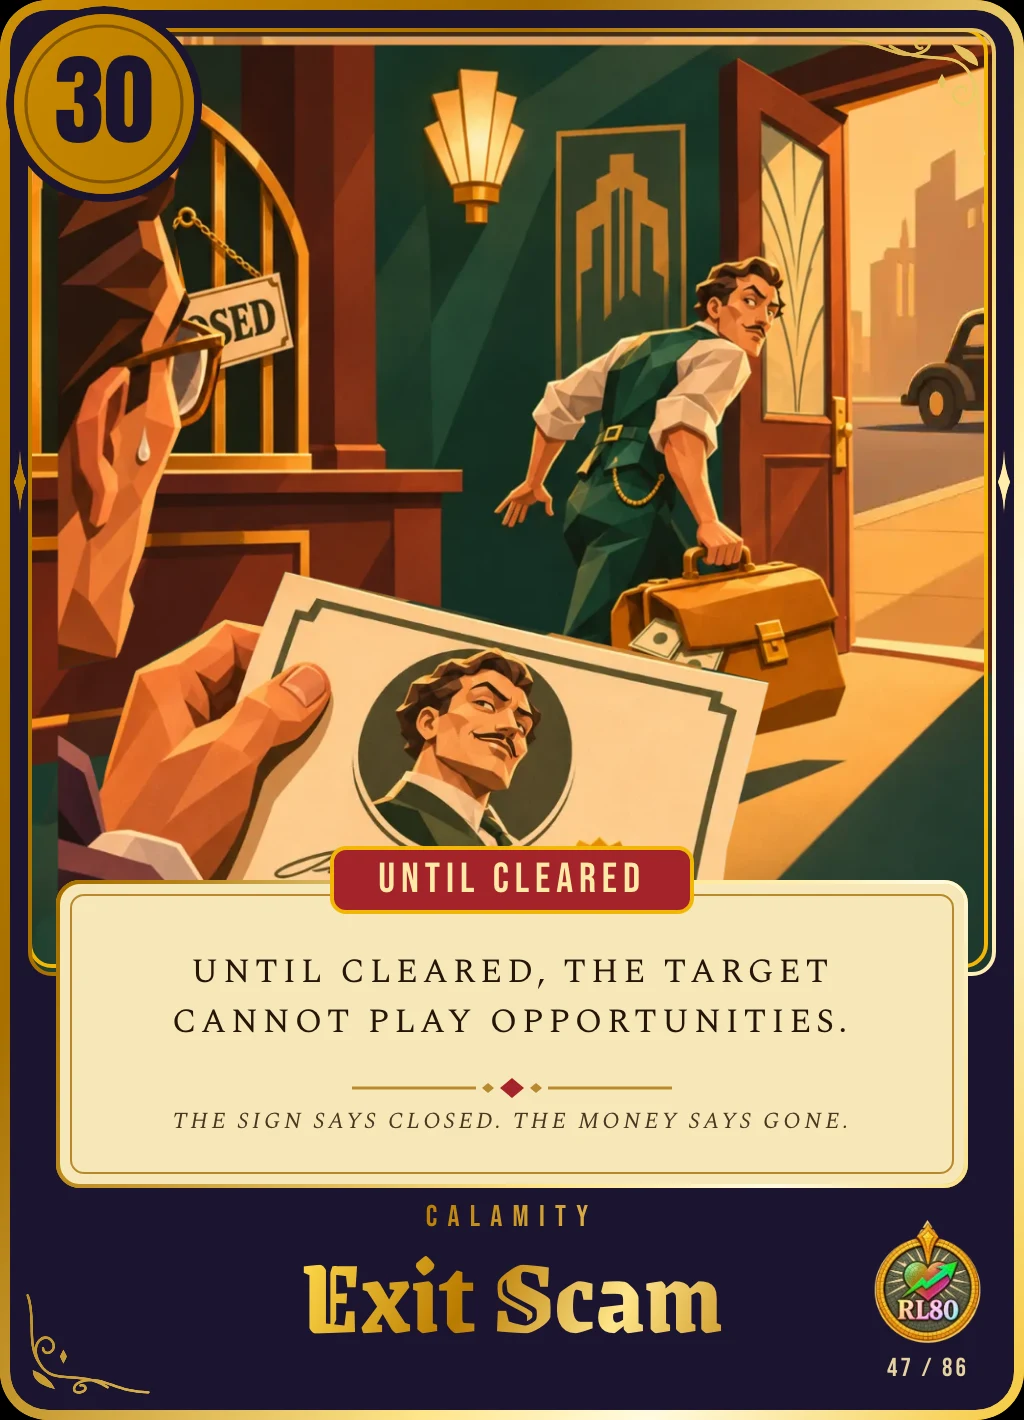 30
OSED
UNTIL CLEARED
UNTIL CLEARED, THE TARGET
CANNOT PLAY OPPORTUNITIES.
THE SIGN SAYS CLOSED. THE MONEY SAYS GONE.
CALAMITY
Exit Scam
RL80
47 / 86